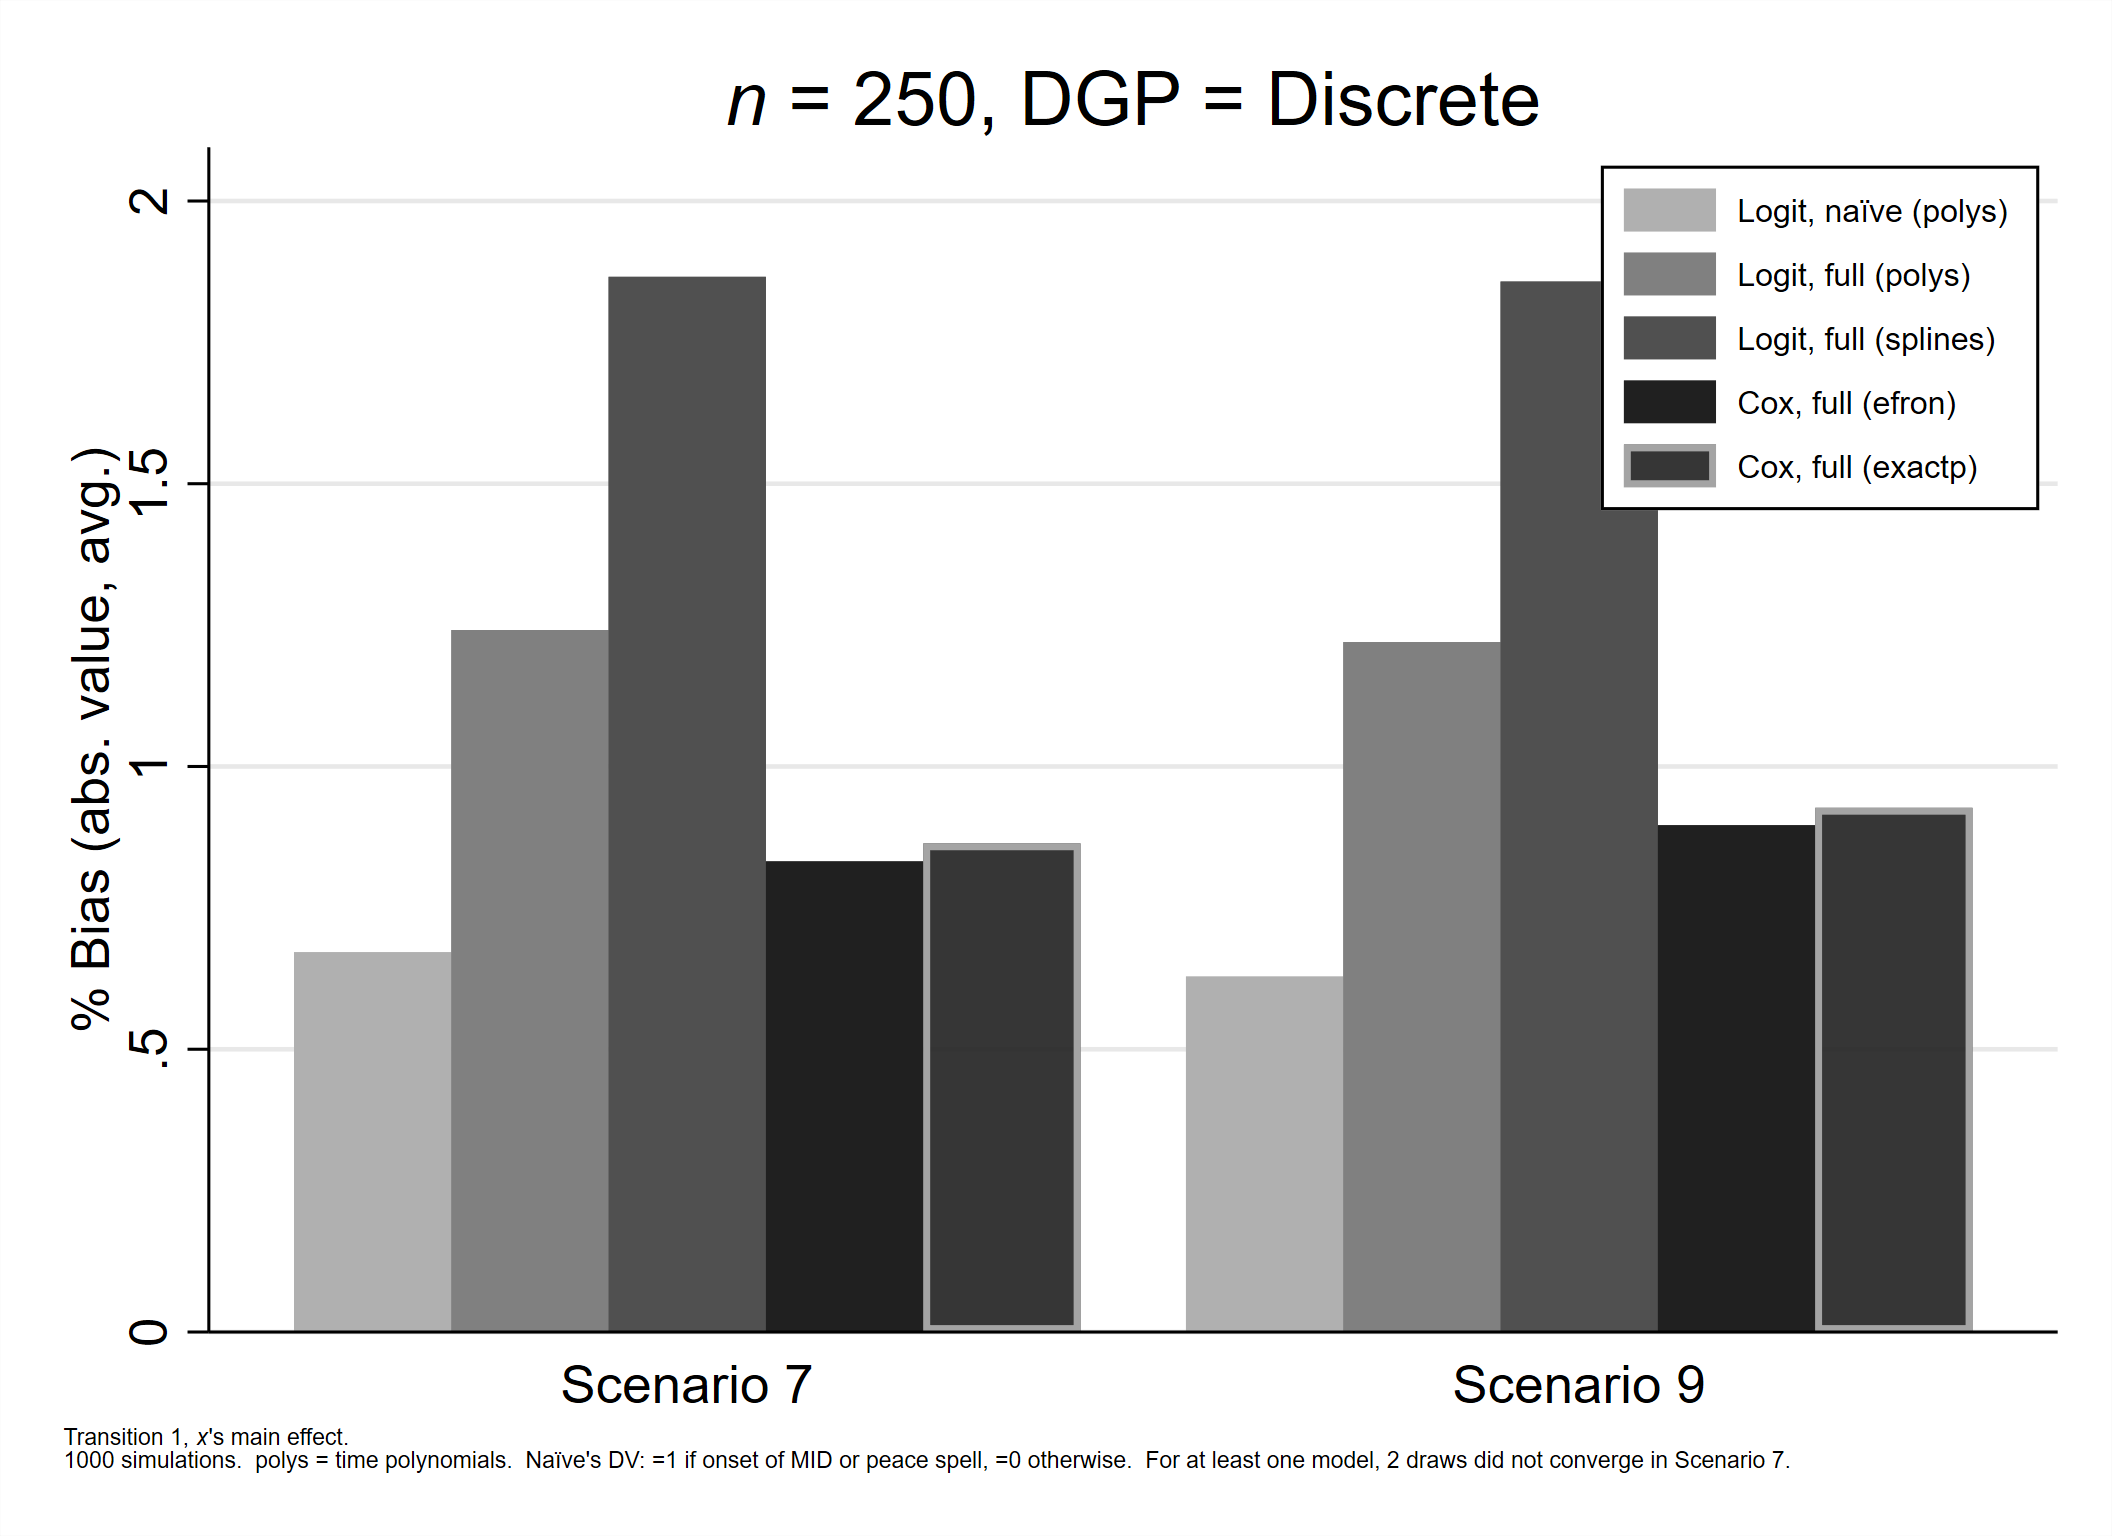 n = 250, DGP = Discrete
% Bias (abs. value, avg.)
2
1.5
1
.5
0
Logit, naïve (polys)
Logit, full (polys)
Logit, full (splines)
Cox, full (efron)
Cox, full (exactp)
Scenario 7
Scenario 9
Transition 1, x's main effect.
1000 simulations.  polys = time polynomials.  Naïve's DV: =1 if onset of MID or peace spell, =0 otherwise.  For at least one model, 2 draws did not converge in Scenario 7.